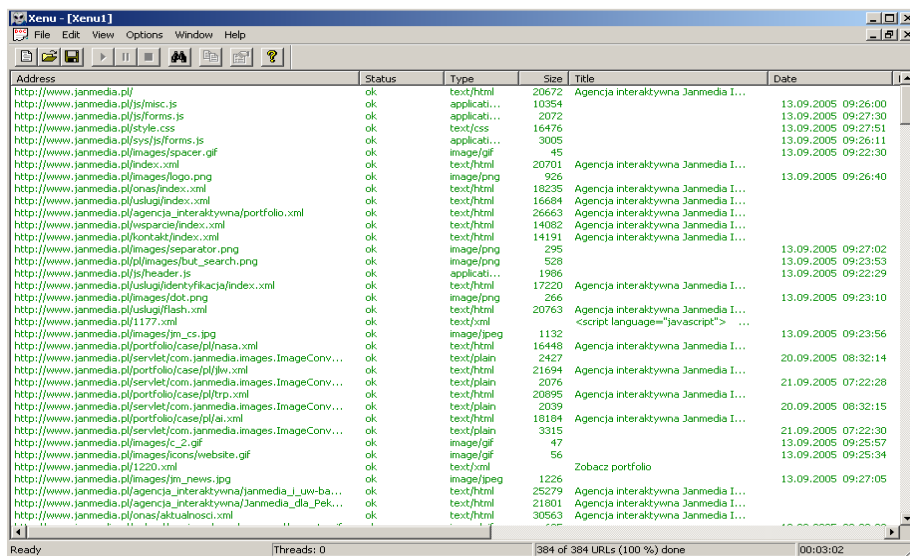 Xenu - [Xenu1]
File Edit View Options Window Help
Address Status Type Size Title Date
http://www.janmedia.pl/ ok text/html 20672 Agencja interaktywna Janmedia I...
http://www.janmedia.pl/js/misc.js ok applicati... 10354 13.09.2005 09:26:00
http://www.janmedia.pl/js/forms.js ok applicati... 2072 13.09.2005 09:27:30
http://www.janmedia.pl/style.css ok text/css 16476 13.09.2005 09:27:51
http://www.janmedia.pl/sys/js/forms.js ok applicati... 3005 13.09.2005 09:26:11
http://www.janmedia.pl/images/spacer.gif ok image/gif 45 13.09.2005 09:22:30
http://www.janmedia.pl/index.xml ok text/html 20701 Agencja interaktywna Janmedia I...
http://www.janmedia.pl/images/logo.png ok image/png 926 13.09.2005 09:26:40
http://www.janmedia.pl/onas/index.xml ok text/html 18235 Agencja interaktywna Janmedia I...
http://www.janmedia.pl/uslugi/index.xml ok text/html 16684 Agencja interaktywna Janmedia I...
http://www.janmedia.pl/agencja_interaktywna/portfolio.xml ok text/html 26663 Agencja interaktywna Janmedia I...
http://www.janmedia.pl/wsparcie/index.xml ok text/html 14082 Agencja interaktywna Janmedia I...
http://www.janmedia.pl/kontakt/index.xml ok text/html 14191 Agencja interaktywna Janmedia I...
http://www.janmedia.pl/images/separator.png ok image/png 295 13.09.2005 09:27:02
http://www.janmedia.pl/pl/images/but_search.png ok image/png 528 13.09.2005 09:23:53
http://www.janmedia.pl/js/header.js ok applicati... 1986 13.09.2005 09:22:29
http://www.janmedia.pl/uslugi/identyfikacja/index.xml ok text/html 17220 Agencja interaktywna Janmedia I...
http://www.janmedia.pl/images/dot.png ok image/png 266 13.09.2005 09:23:10
http://www.janmedia.pl/uslugi/flash.xml ok text/html 20763 Agencja interaktywna Janmedia I...
http://www.janmedia.pl/1177.xml ok text/xml <script language="javascript"> ...
http://www.janmedia.pl/images/jm_cs.jpg ok image/jpeg 1132 13.09.2005 09:23:56
http://www.janmedia.pl/portfolio/case/pl/nasa.xml ok text/html 16448 Agencja interaktywna Janmedia I...
http://www.janmedia.pl/servlet/com.janmedia.images.ImageConv... ok text/plain 2427 20.09.2005 08:32:14
http://www.janmedia.pl/portfolio/case/pl/jlw.xml ok text/html 21694 Agencja interaktywna Janmedia I...
http://www.janmedia.pl/servlet/com.janmedia.images.ImageConv... ok text/plain 2076 21.09.2005 07:22:28
http://www.janmedia.pl/portfolio/case/pl/trp.xml ok text/html 20895 Agencja interaktywna Janmedia I...
http://www.janmedia.pl/servlet/com.janmedia.images.ImageConv... ok text/plain 2039 20.09.2005 08:32:15
http://www.janmedia.pl/portfolio/case/pl/ai.xml ok text/html 18184 Agencja interaktywna Janmedia I...
http://www.janmedia.pl/servlet/com.janmedia.images.ImageConv... ok text/plain 3315 21.09.2005 07:22:30
http://www.janmedia.pl/images/c_2.gif ok image/gif 47 13.09.2005 09:25:57
http://www.janmedia.pl/images/icons/website.gif ok image/gif 56 13.09.2005 09:25:34
http://www.janmedia.pl/1220.xml ok text/xml Zobacz portfolio
http://www.janmedia.pl/images/jm_news.jpg ok image/jpeg 1226 13.09.2005 09:27:05
http://www.janmedia.pl/agencja_interaktywna/janmedia_i_uw-ba... ok text/html 25279 Agencja interaktywna Janmedia I...
http://www.janmedia.pl/agencja_interaktywna/Janmedia_dla_Pek... ok text/html 21801 Agencja interaktywna Janmedia I...
http://www.janmedia.pl/onas/aktualnosci.xml ok text/html 30563 Agencja interaktywna Janmedia I...
Ready Threads: 0 384 of 384 URLs (100 %) done 00:03:02